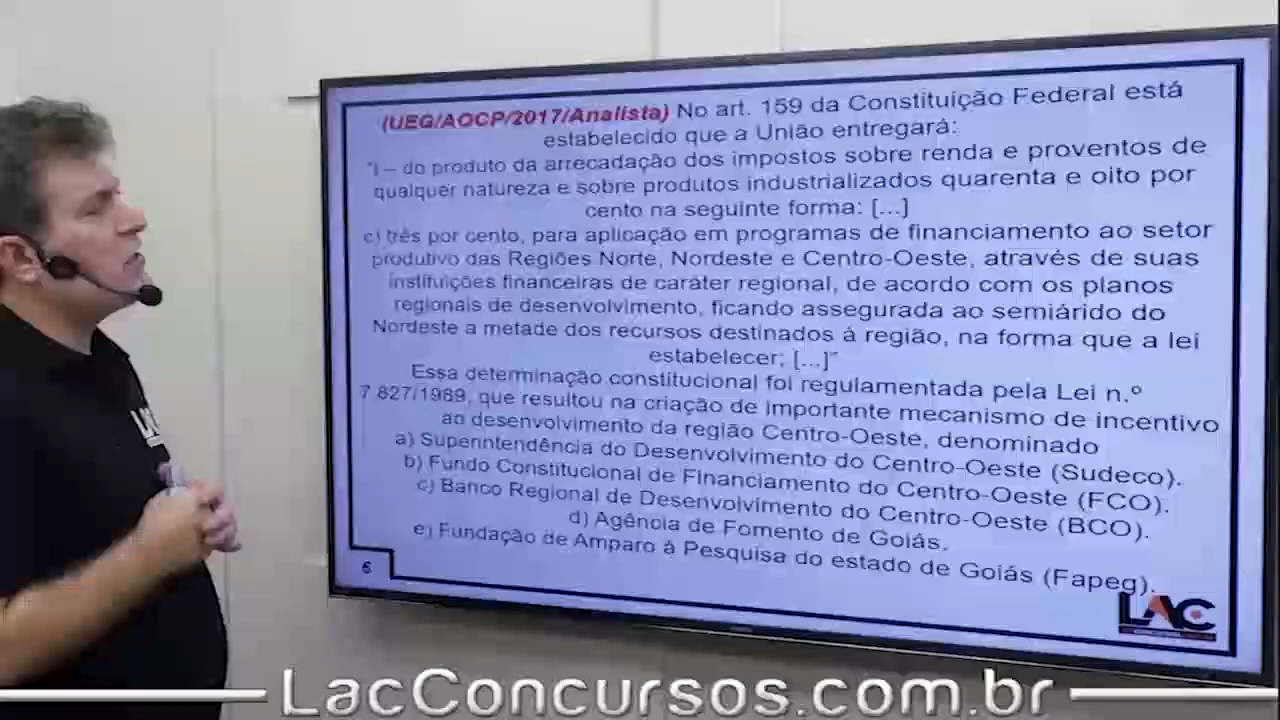 (UEG/AOCP/2017/Analista) No art. 159 da Constituição Federal está
estabelecido que a União entregará:
"I – do produto da arrecadação dos impostos sobre renda e proventos de
qualquer natureza e sobre produtos industrializados quarenta e oito por
cento na seguinte forma: [...]
c) três por cento, para aplicação em programas de financiamento ao setor
produtivo das Regiões Norte, Nordeste e Centro-Oeste, através de suas
instituições financeiras de caráter regional, de acordo com os planos
regionais de desenvolvimento, ficando assegurada ao semiárido do
Nordeste a metade dos recursos destinados à região, na forma que a lei
estabelecer; [...]"
Essa determinação constitucional foi regulamentada pela Lei n.º
7.827/1989, que resultou na criação de importante mecanismo de incentivo
ao desenvolvimento da região Centro-Oeste, denominado
a) Superintendência do Desenvolvimento do Centro-Oeste (Sudeco).
b) Fundo Constitucional de Financiamento do Centro-Oeste (FCO).
c) Banco Regional de Desenvolvimento do Centro-Oeste (BCO).
d) Agência de Fomento de Goiás.
e) Fundação de Amparo à Pesquisa do estado de Goiás (Fapeg).
6
LAC
LacConcursos.com.br